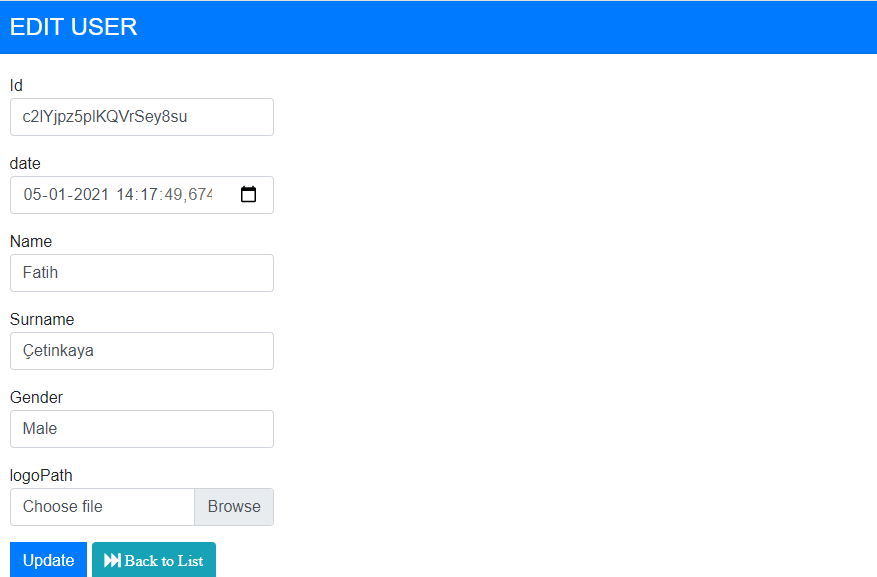 EDIT USER
Id
c2lYjpz5plKQVrSey8su
date
05-01-2021 14:17:49,674
Name
Fatih
Surname
Çetinkaya
Gender
Male
logoPath
Choose file Browse
Update Back to List